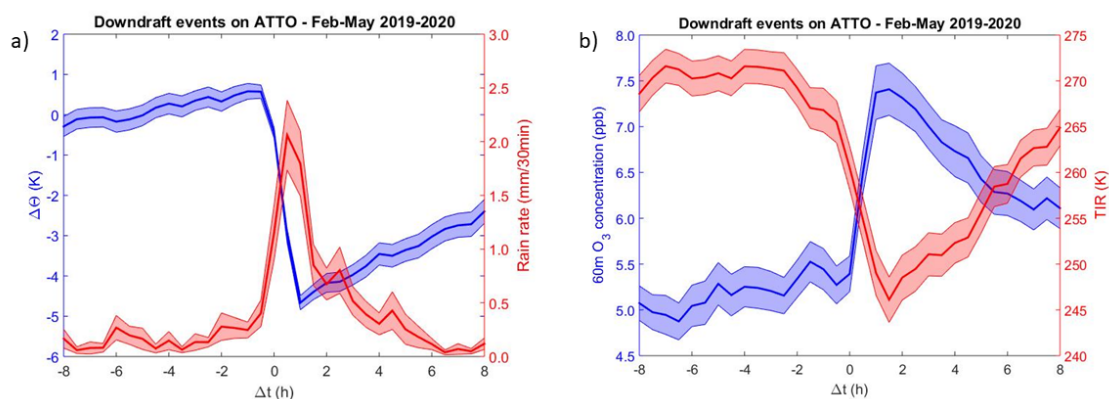 a)
Downdraft events on ATTO - Feb-May 2019-2020
ΔΘ (K)
2
1
0
-1
-2
-3
-4
-5
-6
-8 -6 -4 -2 0 2 4 6 8
Δt (h)
3.0
2.5
2.0
1.5
1.0
0.5
0.0
Rain rate (mm/30min)
b)
Downdraft events on ATTO - Feb-May 2019-2020
60m O₃ concentration (ppb)
8.0
7.5
7.0
6.5
6.0
5.5
5.0
4.5
-8 -6 -4 -2 0 2 4 6 8
Δt (h)
275
270
265
260
255
250
245
240
TIR (K)